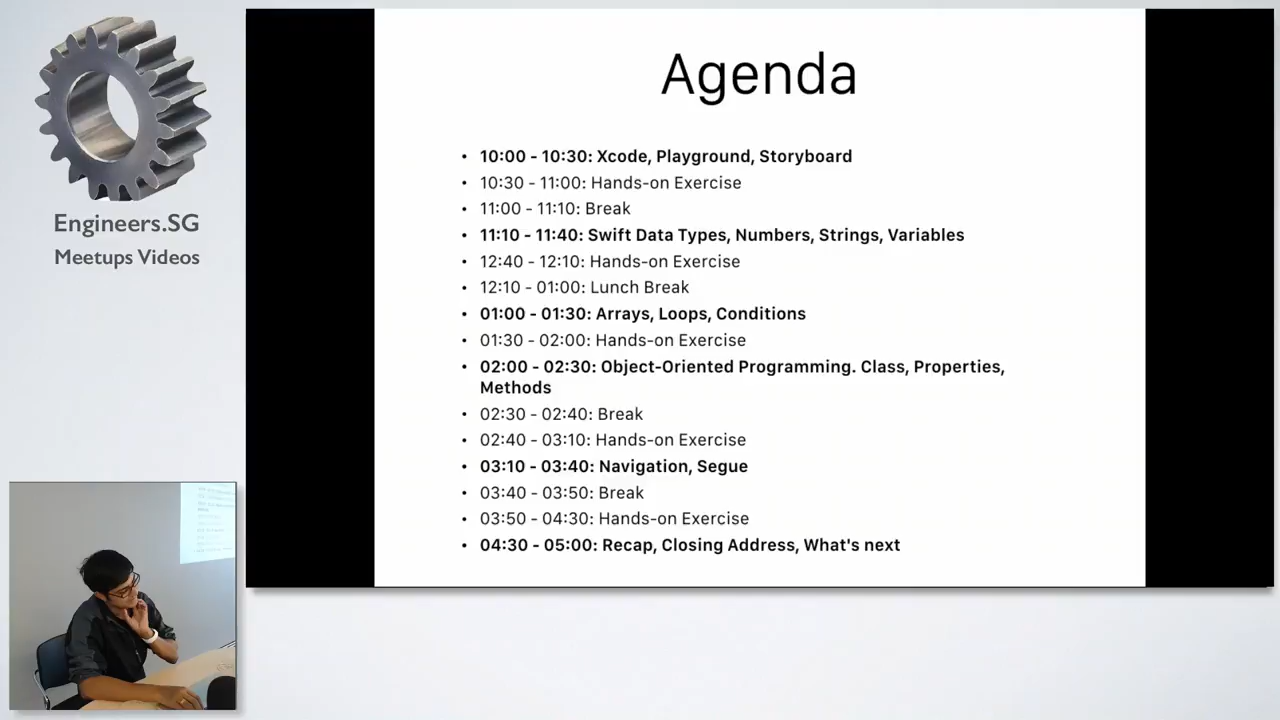 Engineers.SG
Meetups Videos
Agenda
• 10:00 - 10:30: Xcode, Playground, Storyboard
• 10:30 - 11:00: Hands-on Exercise
• 11:00 - 11:10: Break
• 11:10 - 11:40: Swift Data Types, Numbers, Strings, Variables
• 12:40 - 12:10: Hands-on Exercise
• 12:10 - 01:00: Lunch Break
• 01:00 - 01:30: Arrays, Loops, Conditions
• 01:30 - 02:00: Hands-on Exercise
• 02:00 - 02:30: Object-Oriented Programming. Class, Properties,
Methods
• 02:30 - 02:40: Break
• 02:40 - 03:10: Hands-on Exercise
• 03:10 - 03:40: Navigation, Segue
• 03:40 - 03:50: Break
• 03:50 - 04:30: Hands-on Exercise
• 04:30 - 05:00: Recap, Closing Address, What's next